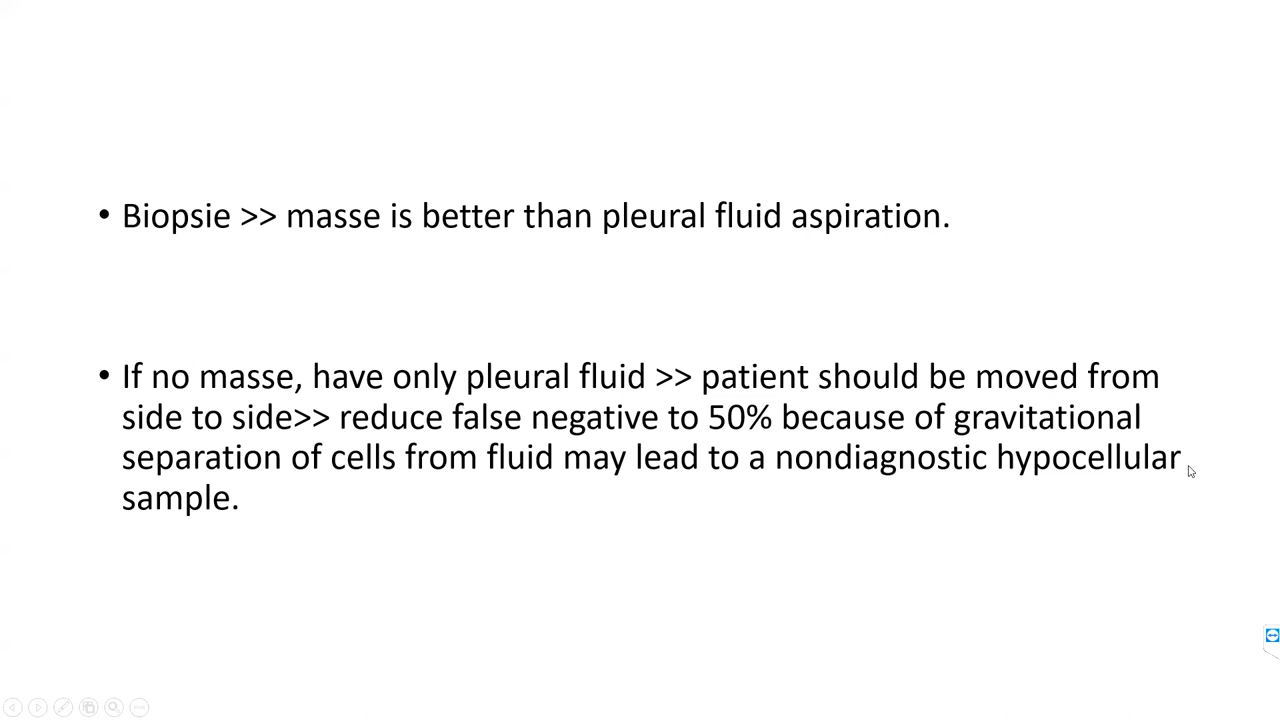 • Biopsie >> masse is better than pleural fluid aspiration.
• If no masse, have only pleural fluid >> patient should be moved from
side to side>> reduce false negative to 50% because of gravitational
separation of cells from fluid may lead to a nondiagnostic hypocellular
sample.